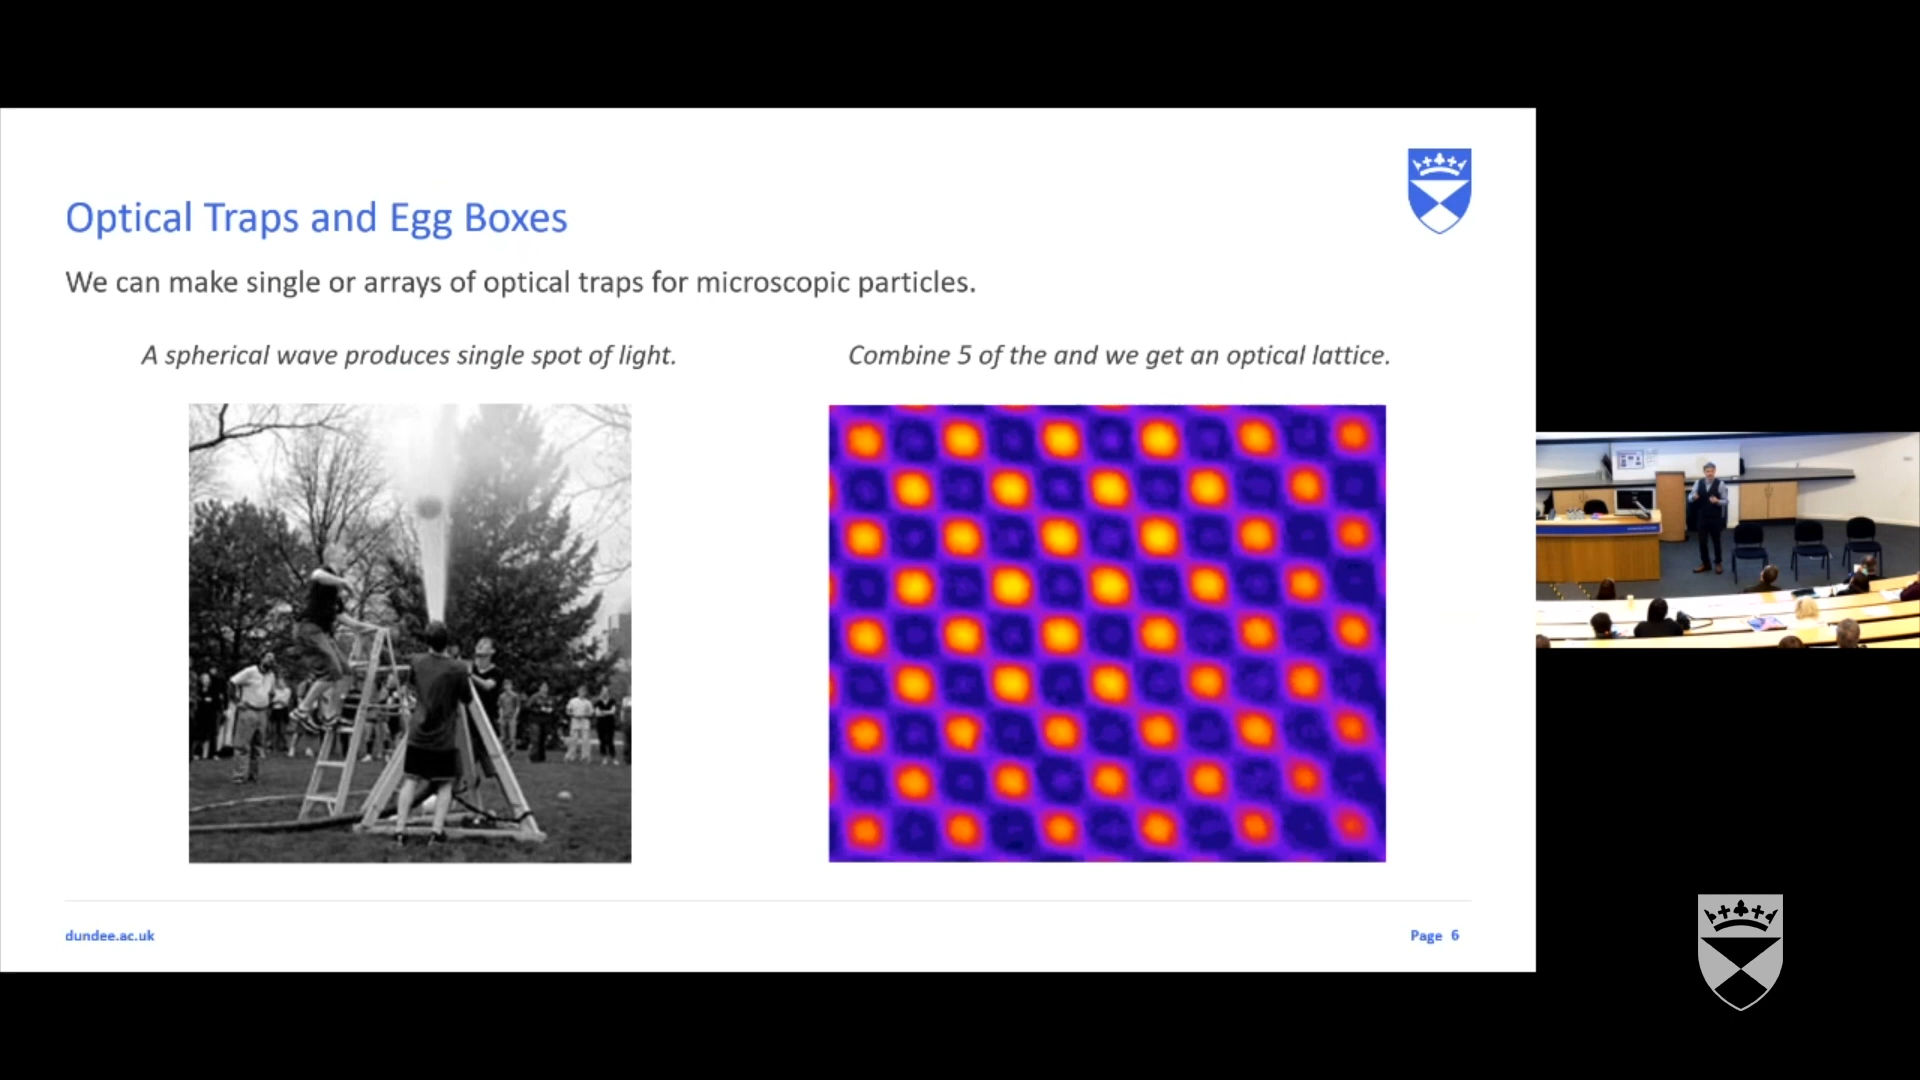 Optical Traps and Egg Boxes
We can make single or arrays of optical traps for microscopic particles.
A spherical wave produces single spot of light.
Combine 5 of the and we get an optical lattice.
dundee.ac.uk
Page 6